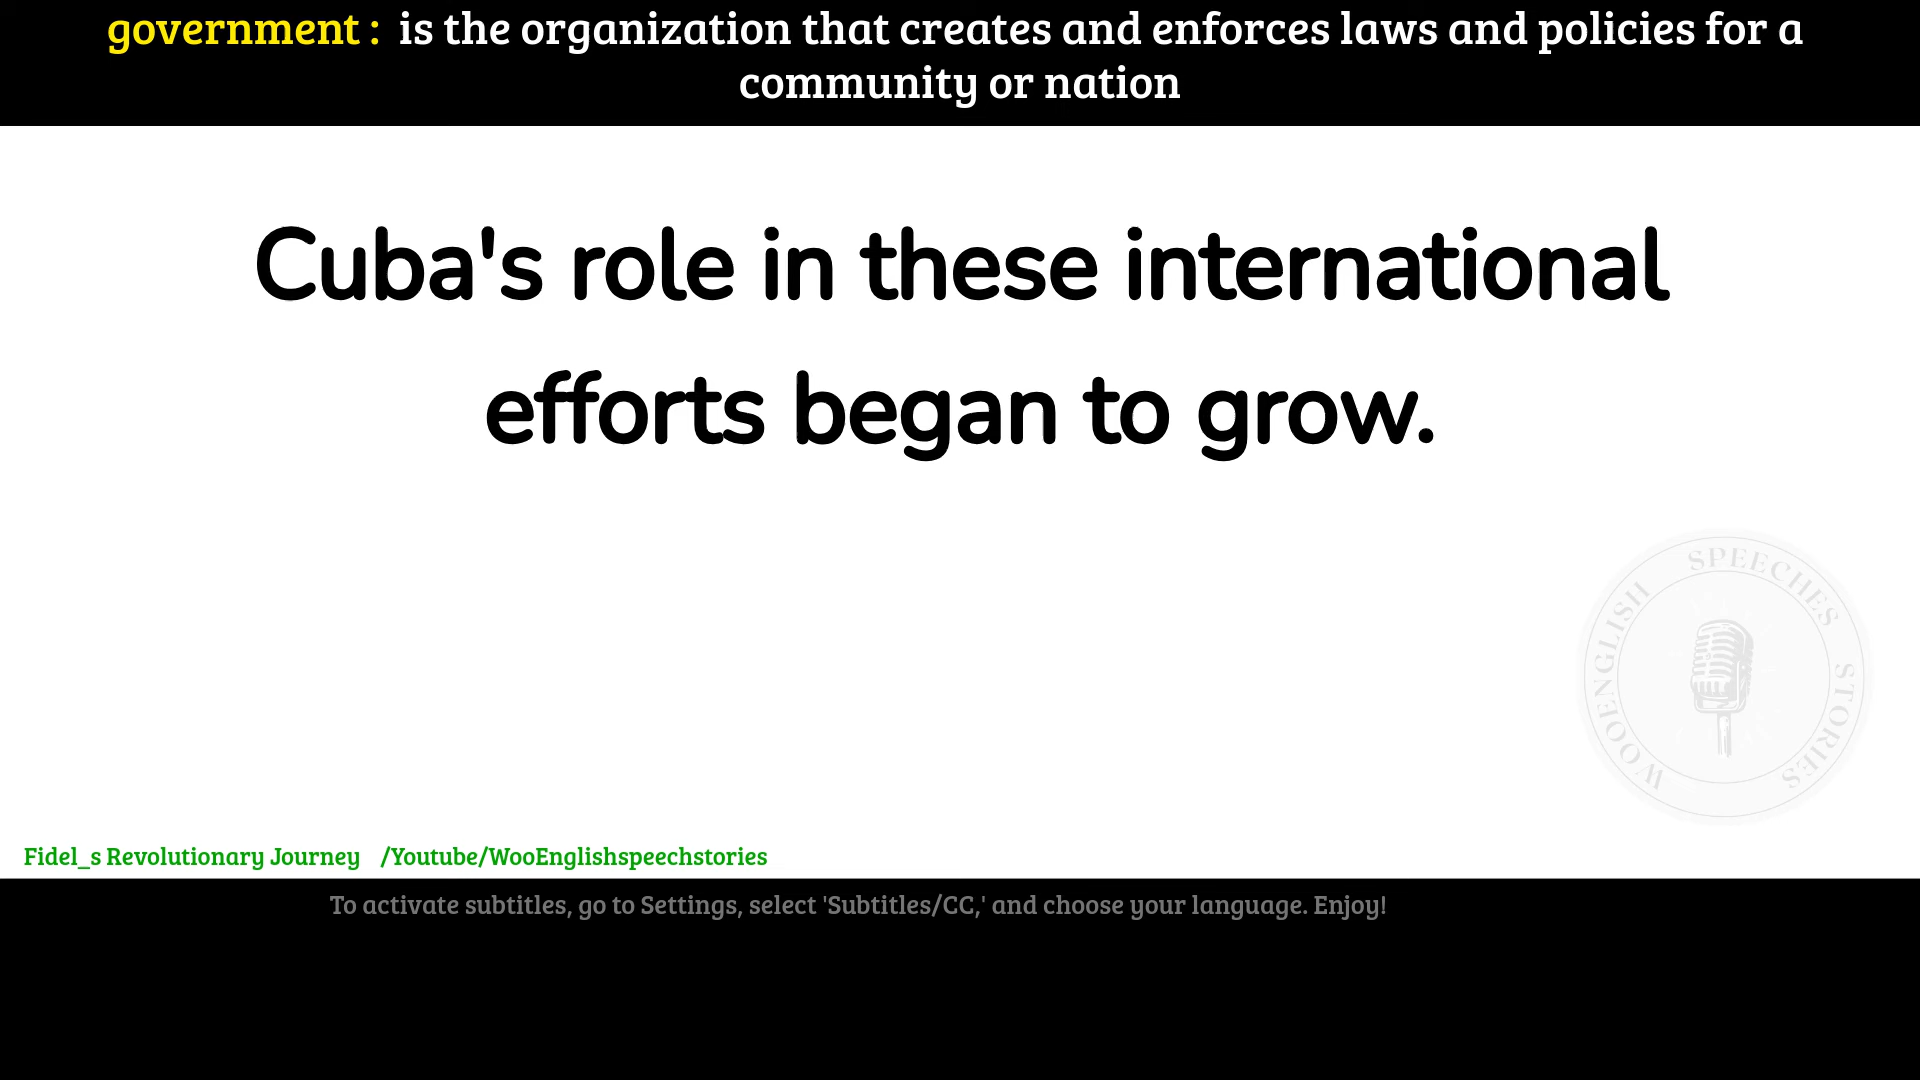 government :  is the organization that creates and enforces laws and policies for a
community or nation
Cuba's role in these international
efforts began to grow.
WOOENGLISH SPEECHES STORIES
Fidel_s Revolutionary Journey /Youtube/WooEnglishspeechstories
To activate subtitles, go to Settings, select 'Subtitles/CC,' and choose your language. Enjoy!